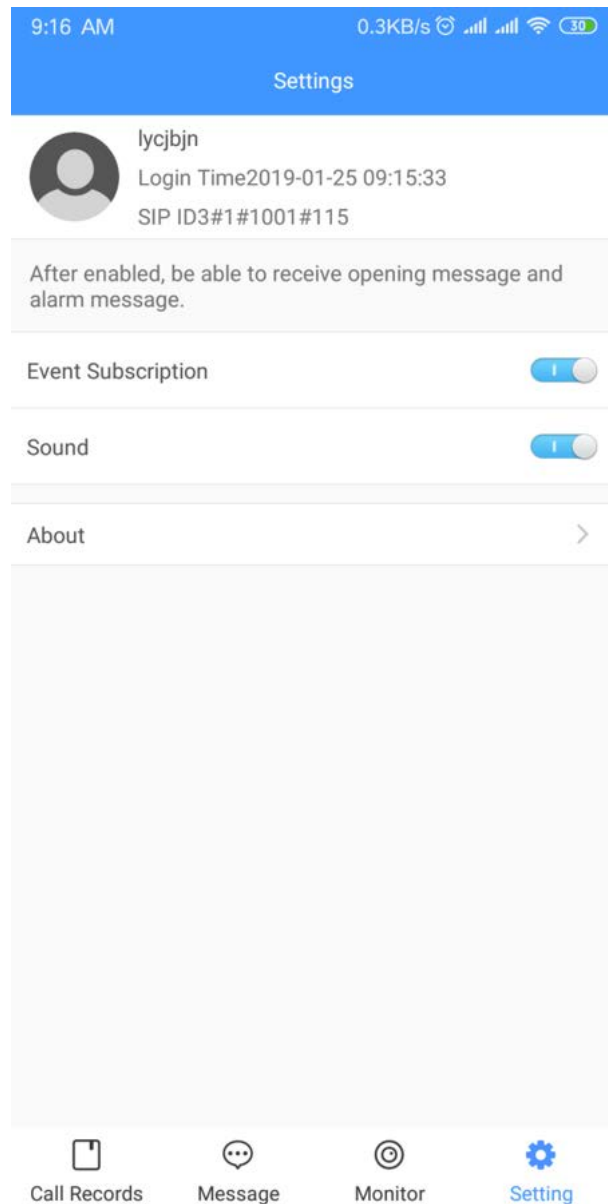 9:16 AM 0.3KB/s 30
Settings
lycjbjn
Login Time2019-01-25 09:15:33
SIP ID3#1#1001#115
After enabled, be able to receive opening message and
alarm message.
Event Subscription
Sound
About
Call Records Message Monitor Setting